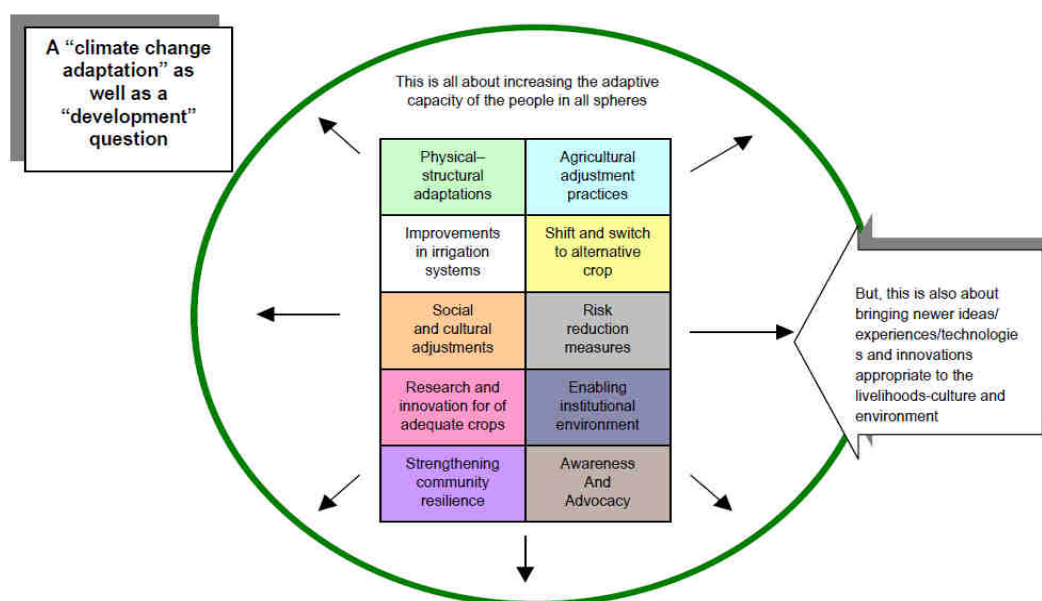 A “climate change
adaptation” as
well as a
“development”
question
This is all about increasing the adaptive
capacity of the people in all spheres
Physical–
structural
adaptations
Agricultural
adjustment
practices
Improvements
in irrigation
systems
Shift and switch
to alternative
crop
Social
and cultural
adjustments
Risk
reduction
measures
Research and
innovation for of
adequate crops
Enabling
institutional
environment
Strengthening
community
resilience
Awareness
And
Advocacy
But, this is also about
bringing newer ideas/
experiences/technologie
s and innovations
appropriate to the
livelihoods-culture and
environment